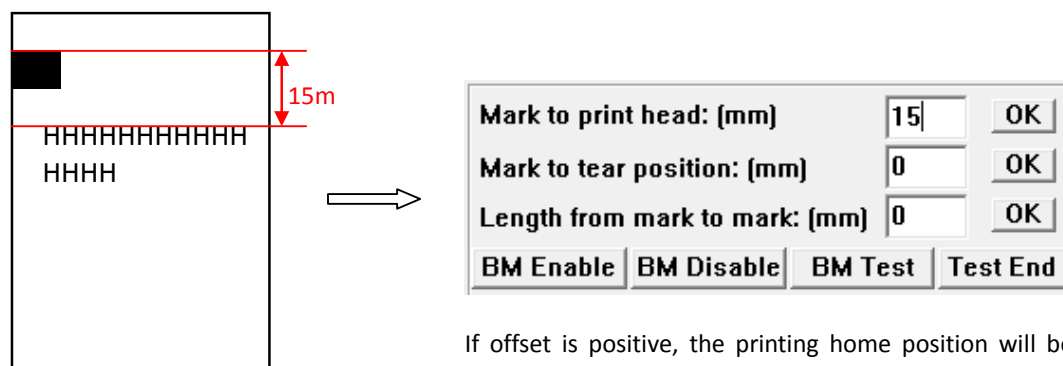 15m
HHHHHHHHHHHH
HHHH
Mark to print head: (mm) 15 OK
Mark to tear position: (mm) 0 OK
Length from mark to mark: (mm) 0 OK
BM Enable BM Disable BM Test Test End
If offset is positive, the printing home position will be